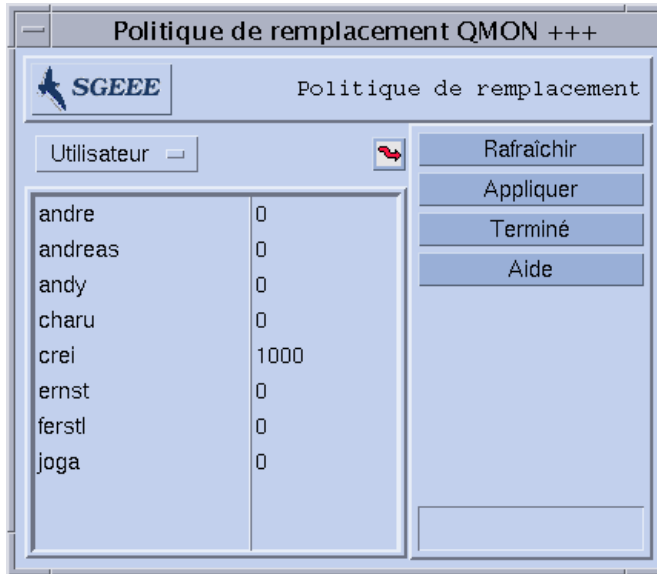 Politique de remplacement QMON +++
SGEEE Politique de remplacement
Utilisateur
Rafraîchir
Appliquer
Terminé
Aide
andre 0
andreas 0
andy 0
charu 0
crei 1000
ernst 0
ferstl 0
joga 0